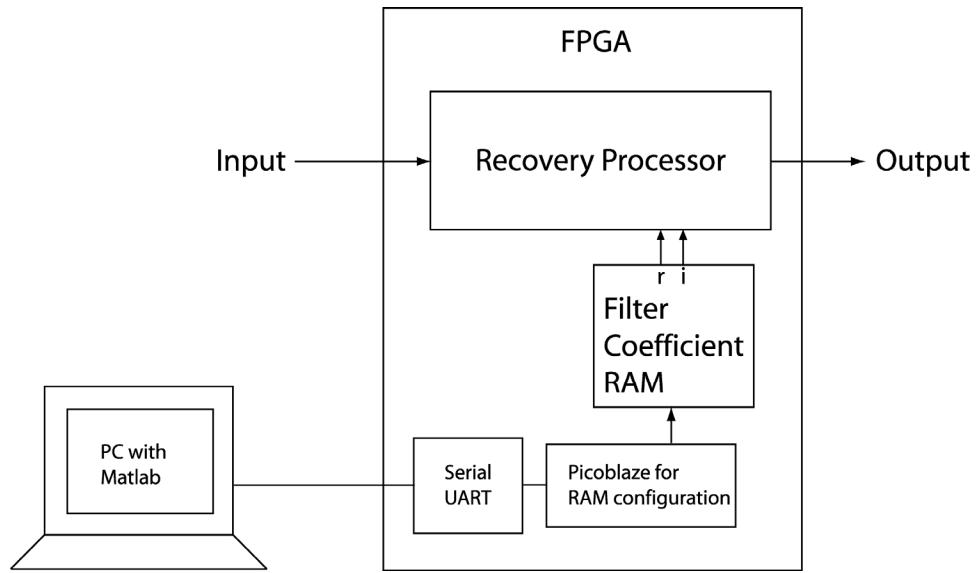 FPGA
Input
Recovery Processor
Output
r i
Filter
Coefficient
RAM
PC with
Matlab
Serial
UART
Picoblaze for
RAM configuration